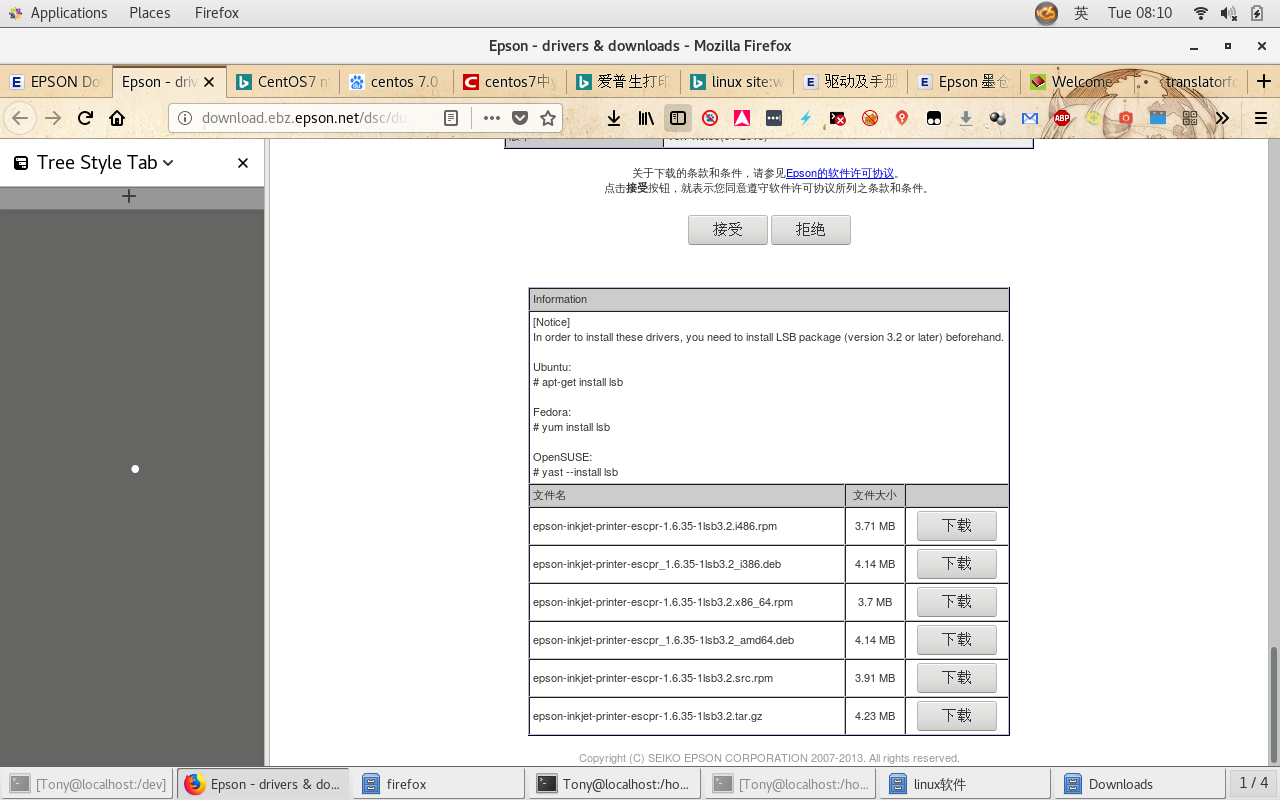 Applications Places Firefox 英 Tue 08:10
Epson - drivers & downloads - Mozilla Firefox
EPSON Do Epson - driv CentOS7 m centos 7.0 centos7中 爱普生打印 linux site:w 驱动及手册 Epson 墨仓 Welcome translatorfo
download.ebz.epson.net/dsc/du ABP
Tree Style Tab
关于下载的条款和条件，请参见Epson的软件许可协议。
点击接受按钮，就表示您同意遵守软件许可协议所列之条款和条件。
接受 拒绝
Information
[Notice]
In order to install these drivers, you need to install LSB package (version 3.2 or later) beforehand.
Ubuntu:
# apt-get install lsb
Fedora:
# yum install lsb
OpenSUSE:
# yast --install lsb
文件名 文件大小
epson-inkjet-printer-escpr-1.6.35-1lsb3.2.i486.rpm 3.71 MB 下载
epson-inkjet-printer-escpr_1.6.35-1lsb3.2_i386.deb 4.14 MB 下载
epson-inkjet-printer-escpr-1.6.35-1lsb3.2.x86_64.rpm 3.7 MB 下载
epson-inkjet-printer-escpr_1.6.35-1lsb3.2_amd64.deb 4.14 MB 下载
epson-inkjet-printer-escpr-1.6.35-1lsb3.2.src.rpm 3.91 MB 下载
epson-inkjet-printer-escpr-1.6.35-1lsb3.2.tar.gz 4.23 MB 下载
Copyright (C) SEIKO EPSON CORPORATION 2007-2013. All rights reserved.
[Tony@localhost:/dev] Epson - drivers & do... firefox Tony@localhost:/ho... [Tony@localhost:/ho... linux软件 Downloads 1 / 4